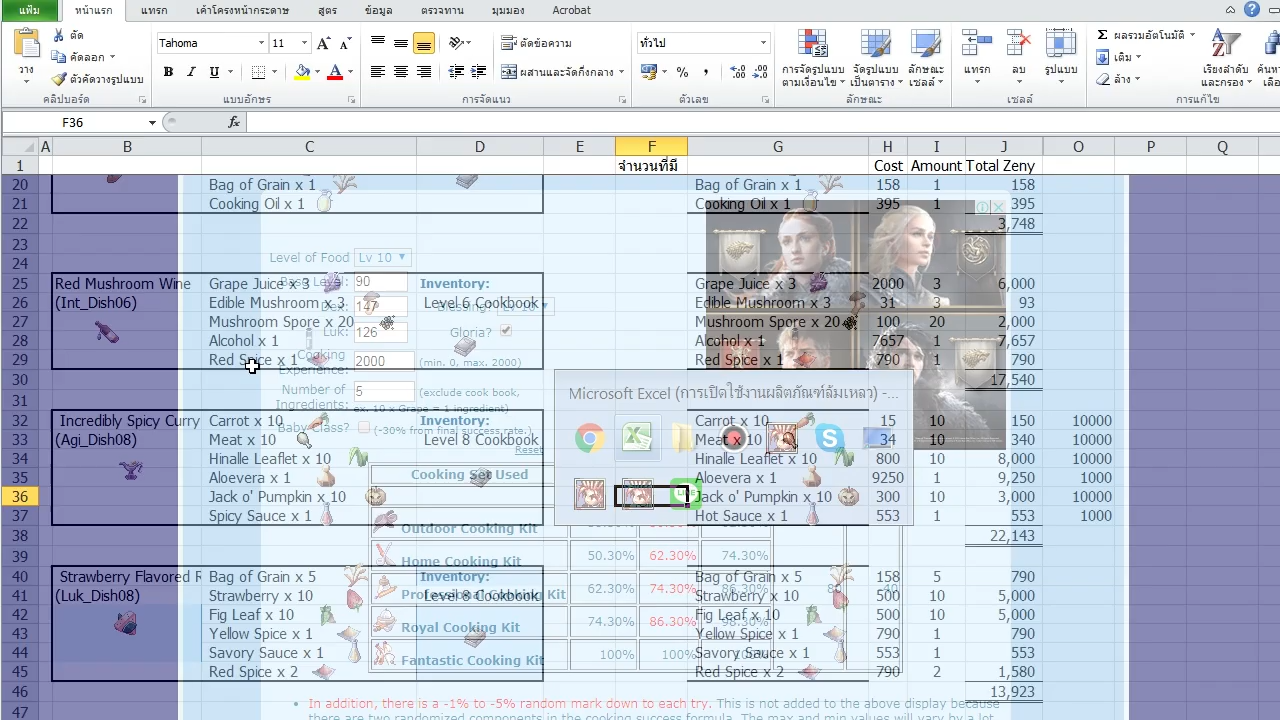 แฟ้ม หน้าแรก แทรก เค้าโครงหน้ากระดาษ สูตร ข้อมูล ตรวจทาน มุมมอง Acrobat
ตัด
คัดลอก
ตัวคัดวางรูปแบบ
วาง
คลิปบอร์ด
Tahoma 11
B I U A
แบบอักษร
ตัดข้อความ
ผสานและจัดกึ่งกลาง
การจัดแนว
ทั่วไป
% ,
ตัวเลข
การจัดรูปแบบ ตามเงื่อนไข
จัดรูปแบบ เป็นตาราง
ลักษณะ เซลล์
ลักษณะ
แทรก ลบ รูปแบบ
เซลล์
Σ ผลรวมอัตโนมัติ
เติม
ล้าง
เรียงลำดับ และกรอง
การแก้ไข
F36 fx
A B C D E F G H I J O P Q
1 จำนวนที่มี Cost Amount Total Zeny
20 Bag of Grain x 1 Bag of Grain x 1 158 1 158
21 Cooking Oil x 1 Cooking Oil x 1 395 1 395
22 3,748
23
24 Level of Food Lv 10
25 Red Mushroom Wine Grape Juice x 3 90 Inventory: Grape Juice x 3 2000 3 6,000
26 (Int_Dish06) Edible Mushroom x 3 147 Level 6 Cookbook Edible Mushroom x 3 31 3 93
27 Mushroom Spore x 20 Mushroom Spore x 20 100 20 2,000
Luk: 126 Gloria?
28 Alcohol x 1 Alcohol x 1 7657 1 7,657
29 Red Spice x 1 Red Spice x 1 790 1 790
Cooking Experience: 2000 (min. 0, max. 2000)
30 17,540
31
Number of Ingredients: 5 (exclude cook book,
ex. 10 x Grape = 1 ingredient)
Microsoft Excel (การเปิดใช้งานผลิตภัณฑ์ล้มเหลว) -...
32 Incredibly Spicy Curry Carrot x 10 Inventory: Carrot x 10 15 10 150 10000
Baby Class? (-30% from final success rate.)
33 (Agi_Dish08) Meat x 10 Level 8 Cookbook Meat x 10 34 10 340 10000
Reset
34 Hinalle Leaflet x 10 Hinalle Leaflet x 10 800 10 8,000 10000
35 Aloevera x 1 Aloevera x 1 9250 1 9,250 10000
Cooking Set Used
36 Jack o' Pumpkin x 10 Jack o' Pumpkin x 10 300 10 3,000 10000
37 Spicy Sauce x 1 Hot Sauce x 1 553 1 553 1000
Outdoor Cooking Kit
38 22,143
39
Home Cooking Kit 50.30% 62.30% 74.30%
40 Strawberry Flavored R Bag of Grain x 5 Inventory: Bag of Grain x 5 158 5 790
41 (Luk_Dish08) Strawberry x 10 Level 8 Cookbook Strawberry x 10 500 10 5,000
Professional Cooking Kit 62.30% 74.30% 86.30%
42 Fig Leaf x 10 Fig Leaf x 10 500 10 5,000
Royal Cooking Kit 74.30% 86.30% 98.30%
43 Yellow Spice x 1 Yellow Spice x 1 790 1 790
44 Savory Sauce x 1 Savory Sauce x 1 553 1 553
Fantastic Cooking Kit 100% 100%
45 Red Spice x 2 Red Spice x 2 790 2 1,580
46 13,923
47
In addition, there is a -1% to -5% random mark down to each try. This is not added to the above display because
there are two randomized components in the cooking success formula. The max and min values will vary by a lot